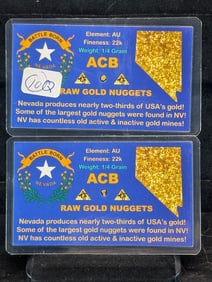 BATTLE BORN
NEVADA
Element: AU
Fineness: 22k
Weight: 1/4 Grain
ACB
RAW GOLD NUGGETS
Nevada produces nearly two-thirds of USA's gold!
Some of the largest gold nuggets were found in NV!
NV has countless old active & inactive gold mines!
BATTLE BORN
NEVADA
Element: AU
Fineness: 22k
Weight: 1/4 Grain
ACB
RAW GOLD NUGGETS
Nevada produces nearly two-thirds of USA's gold!
Some of the largest gold nuggets were found in NV!
NV has countless old active & inactive gold mines!